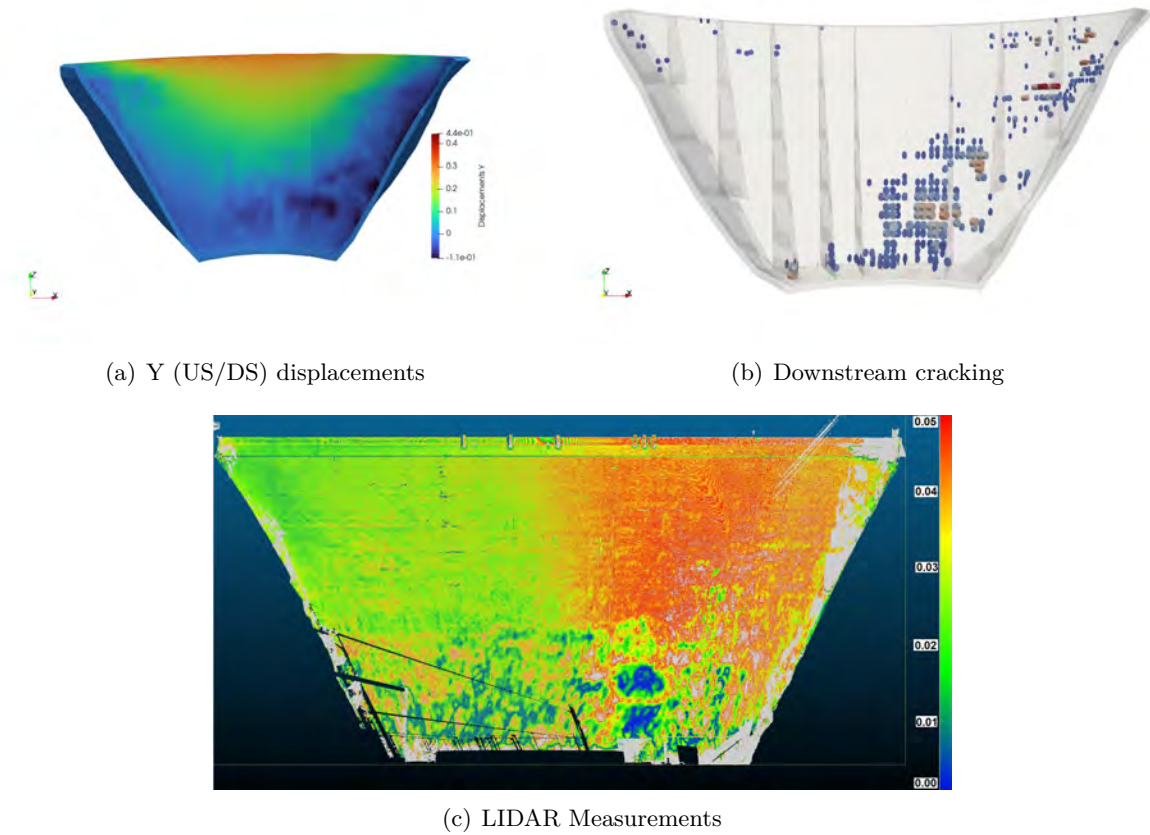 4.4e-01
0.4
0.3
0.2
0.1
0
-1.1e-01
Displacements Y
Z
Y
X
Z
Y
X
(a) Y (US/DS) displacements
(b) Downstream cracking
0.05
0.04
0.03
0.02
0.01
0.00
(c) LIDAR Measurements